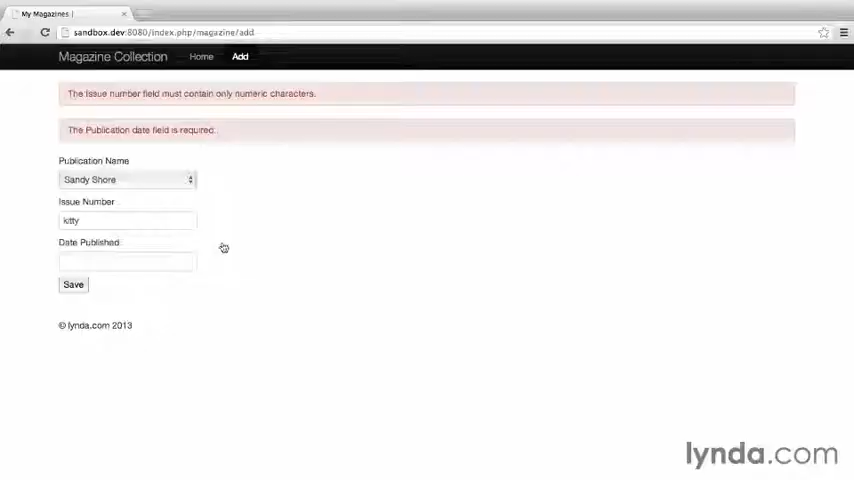 My Magazines |
sandbox.dev:8080/index.php/magazine/add
Magazine Collection Home Add
The Issue number field must contain only numeric characters.
The Publication date field is required.
Publication Name
Sandy Shore
Issue Number
kitty
Date Published
Save
© lynda.com 2013
lynda.com